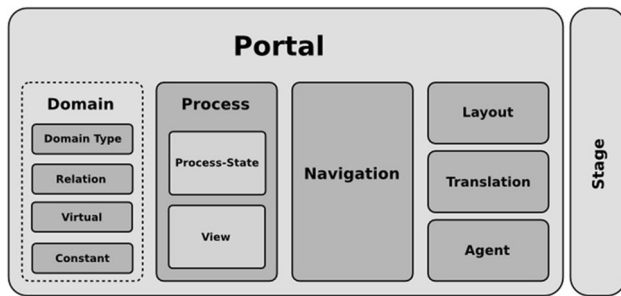 Portal
Domain
Domain Type
Relation
Virtual
Constant
Process
Process-State
View
Navigation
Layout
Translation
Agent
Stage